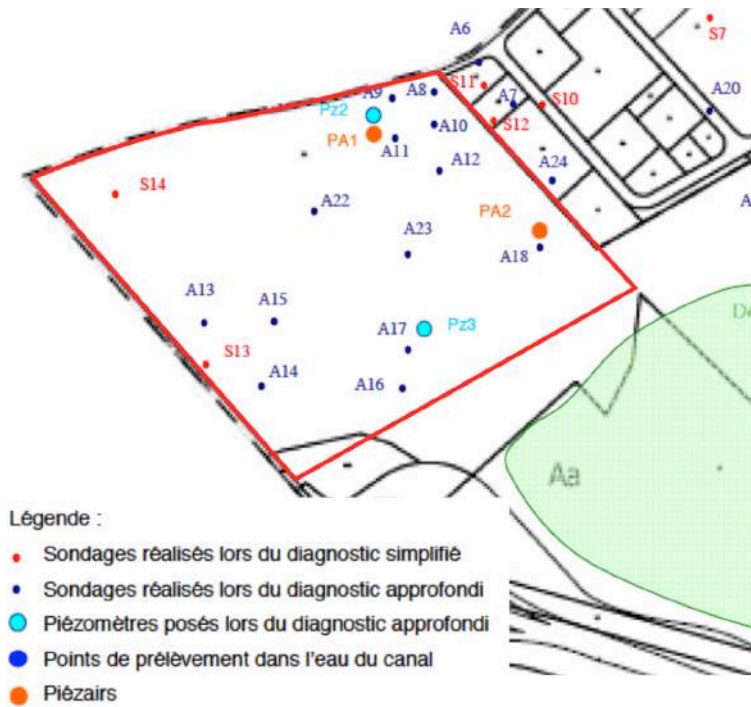 A6
S7
A9
A8
S11
A7
S10
A20
Pz2
S12
PA1
A10
A11
A12
A24
S14
A22
PA2
A23
A18
A13
A15
Pz3
A17
S13
A14
A16
Aa
Légende :
Sondages réalisés lors du diagnostic simplifié
Sondages réalisés lors du diagnostic approfondi
Piézomètres posés lors du diagnostic approfondi
Points de prélèvement dans l'eau du canal
Piézairs